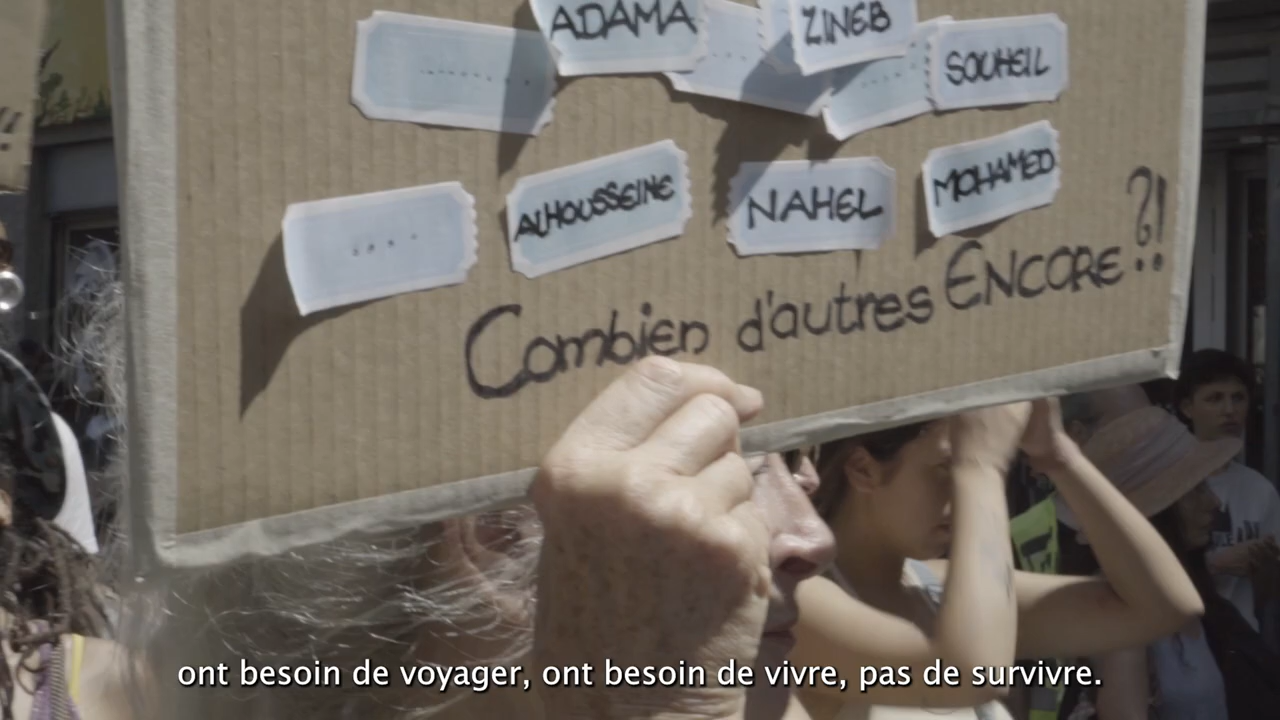 ADAMA
ZINEB
SOUHEIL
ALHOUSSEINE
NAHEL
MOHAMED
Combien d'autres ENCORE ?!
ont besoin de voyager, ont besoin de vivre, pas de survivre.